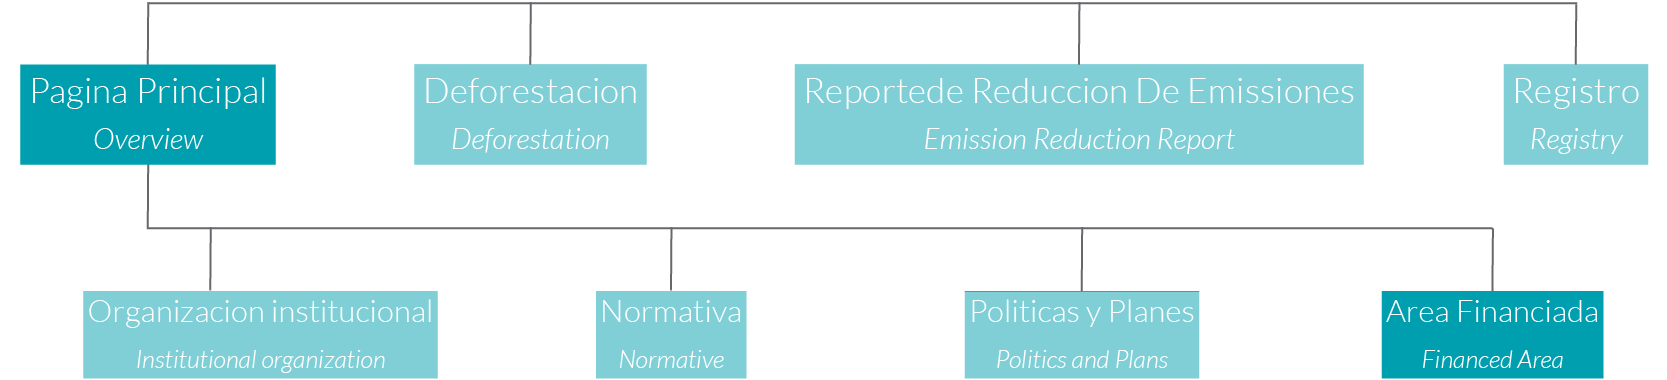 Pagina Principal
Overview
Deforestacion
Deforestation
Reportede Reduccion De Emissiones
Emission Reduction Report
Registro
Registry
Organizacion institucional
Institutional organization
Normativa
Normative
Politicas y Planes
Politics and Plans
Area Financiada
Financed Area